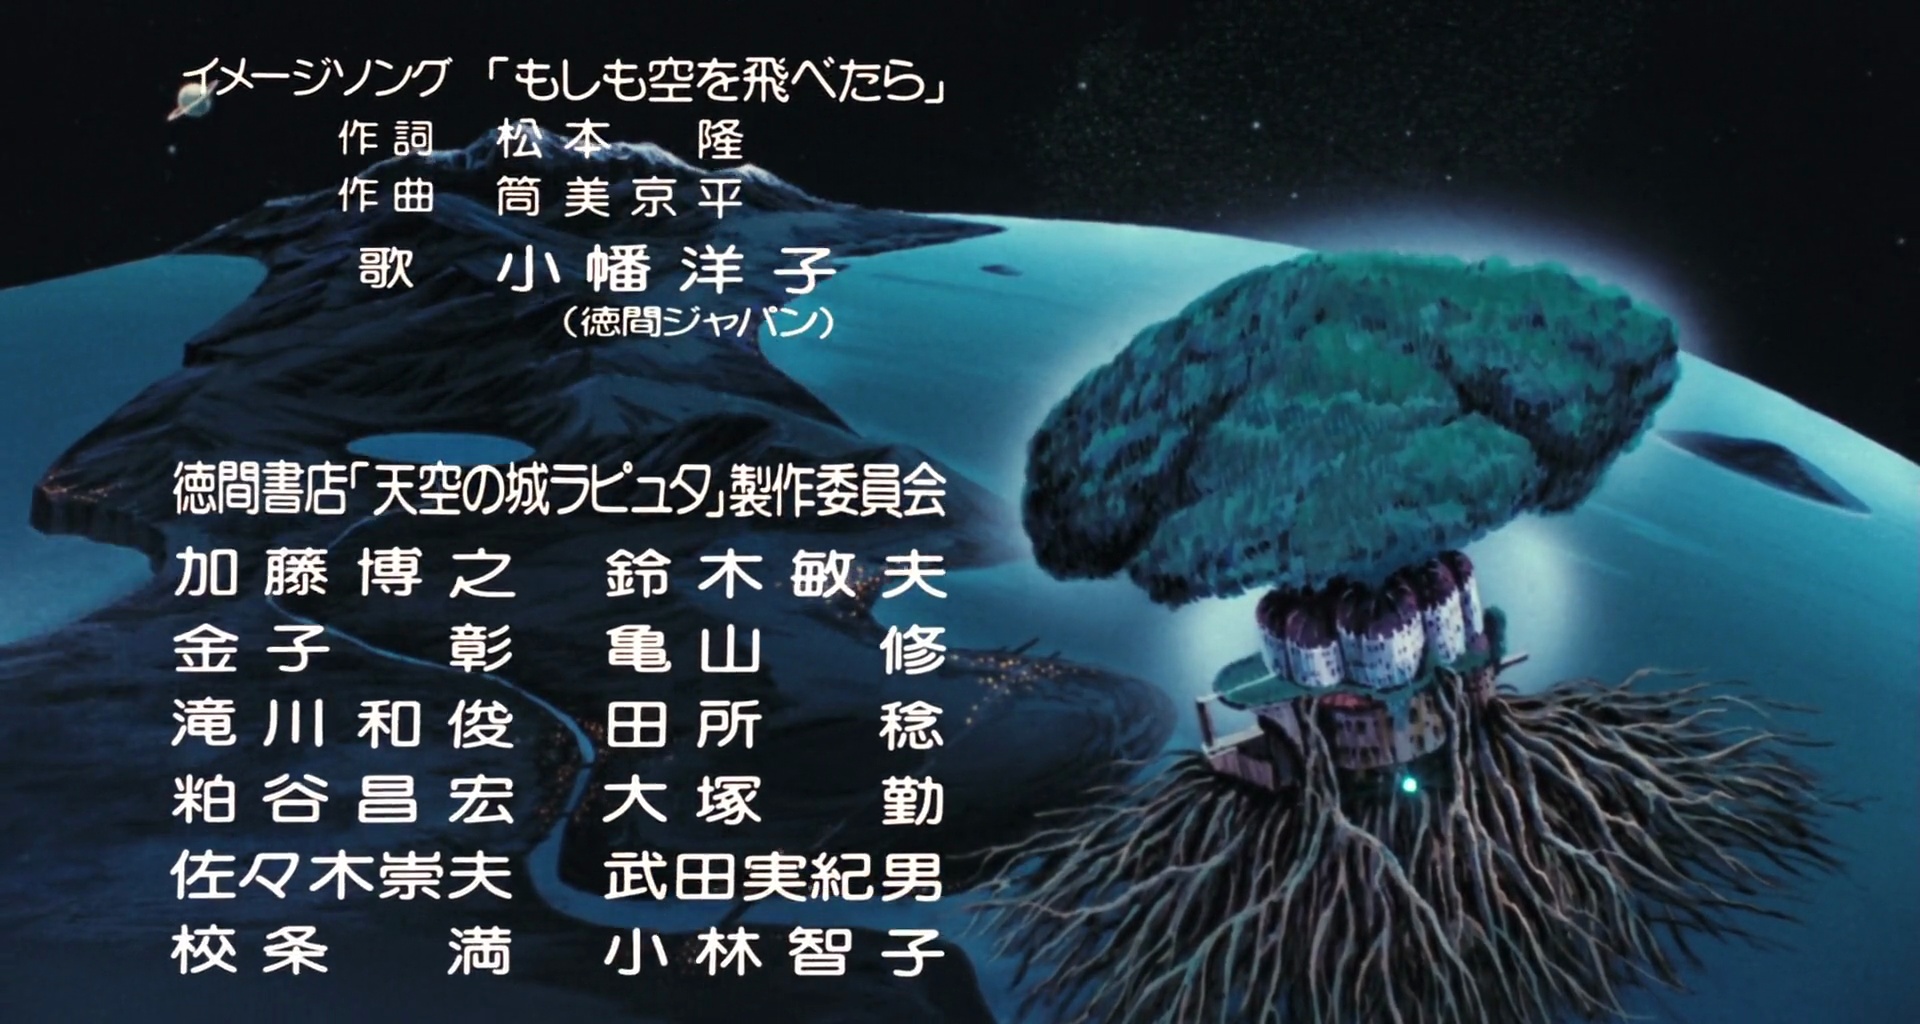 イメージソング 「もしも空を飛べたら」
作詞 松本 隆
作曲 筒美京平
歌 小幡洋子
(徳間ジャパン)
徳間書店「天空の城ラピュタ」製作委員会
加藤博之 鈴木敏夫
金子 彰 亀山 修
滝川和俊 田所 稔
粕谷昌宏 大塚 勤
佐々木崇夫 武田実紀男
校条 満 小林智子